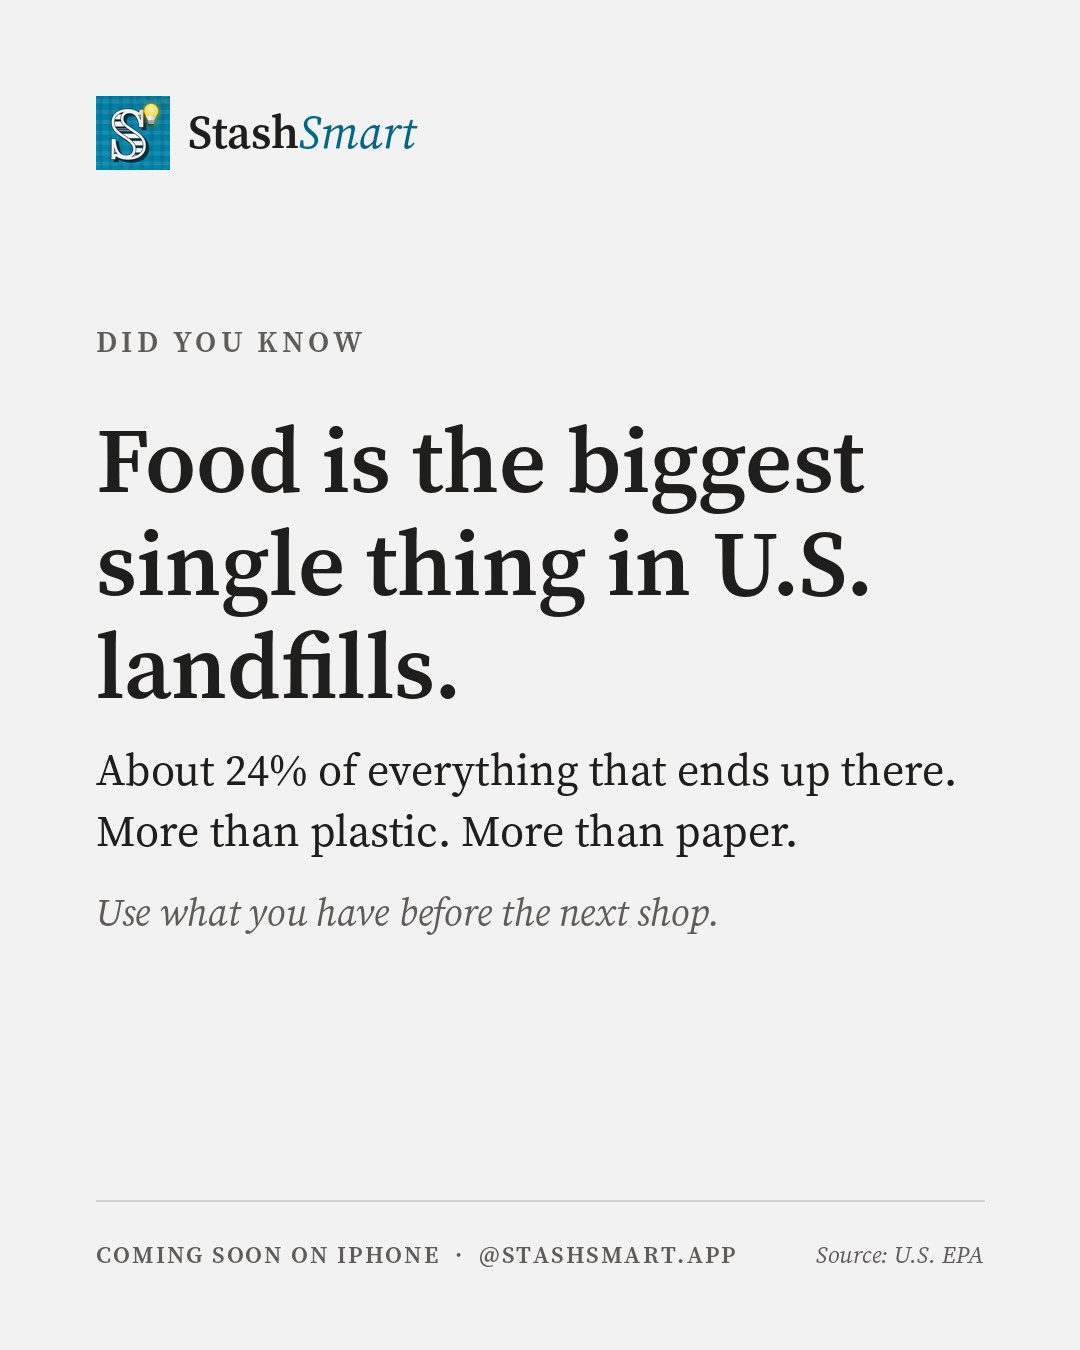 S StashSmart
DID YOU KNOW
Food is the biggest
single thing in U.S.
landfills.
About 24% of everything that ends up there.
More than plastic. More than paper.
Use what you have before the next shop.
COMING SOON ON IPHONE · @STASHSMART.APP Source: U.S. EPA